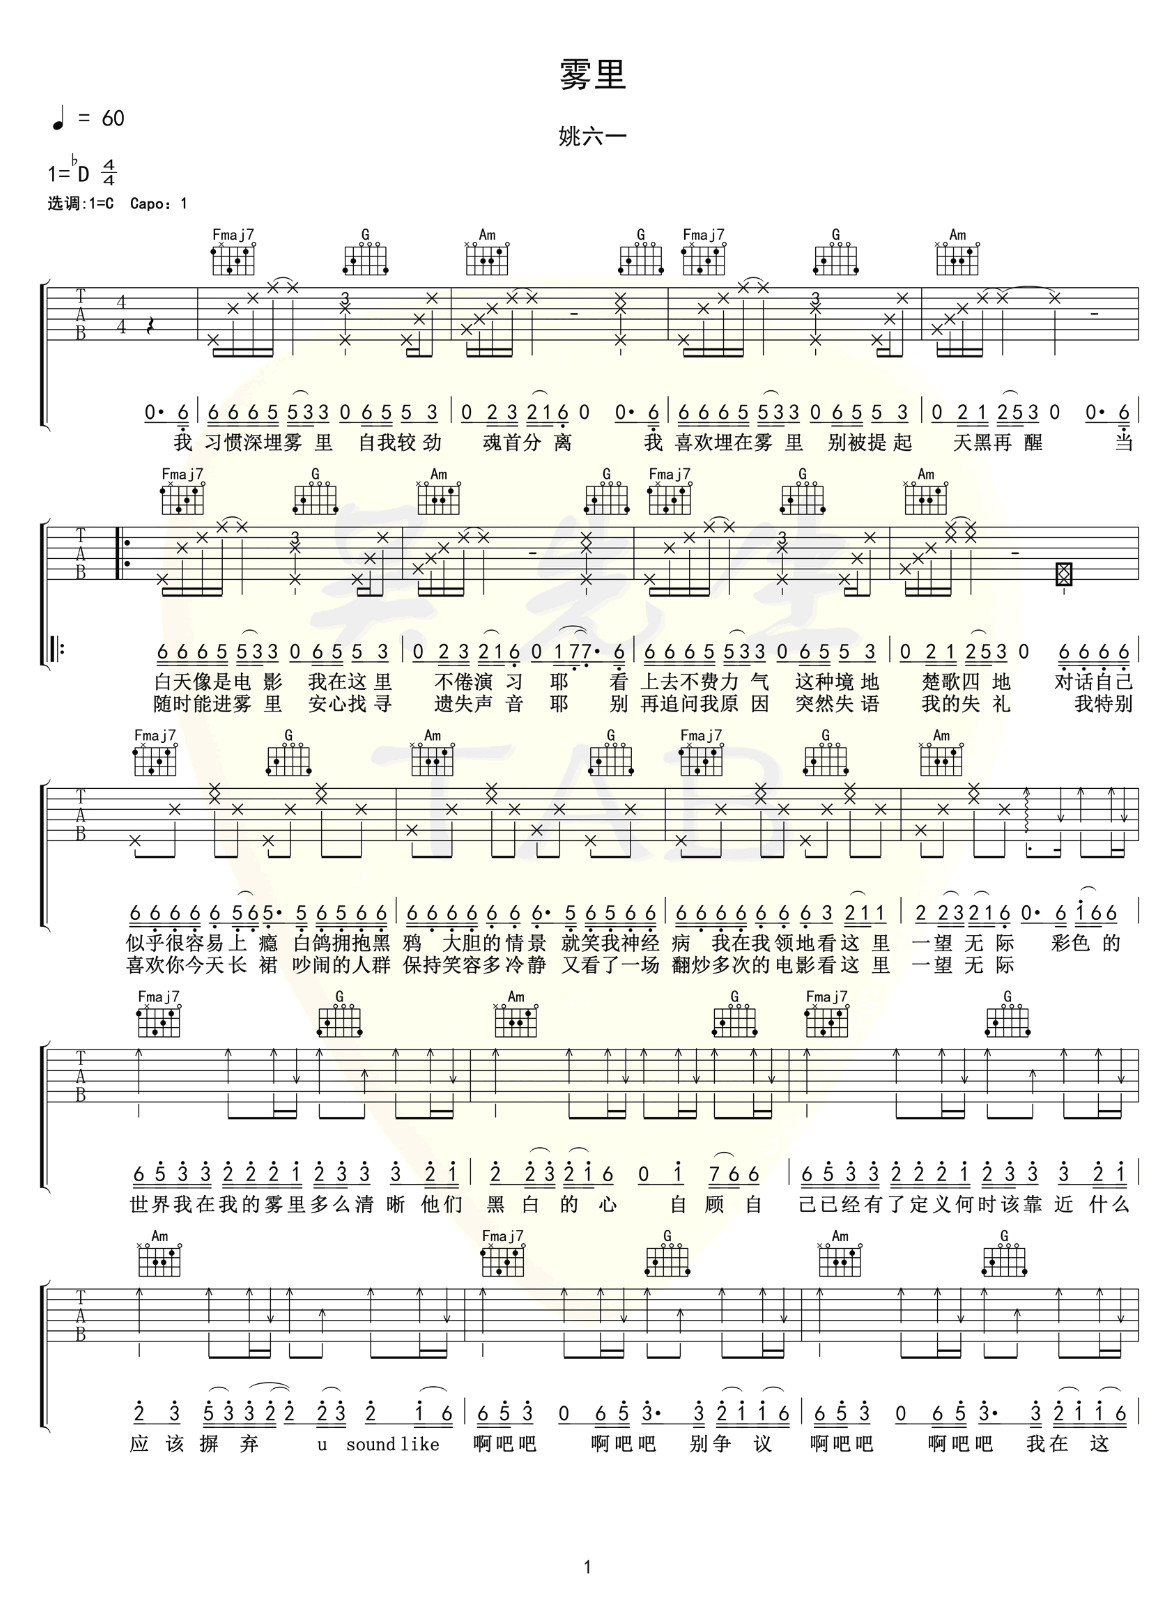 雾里
♩ = 60
姚六一
1=♭D 4/4
选调:1=C Capo: 1
Fmaj7 G Am G Fmaj7 G Am
T A B 4 4 3 3
0· 6 | 6 6 6 5 5 3 3 0 6 5 5 3 | 0 2 3 2 1 6 0 0· 6 | 6 6 6 5 5 3 3 0 6 5 5 3 | 0 2 1 2 5 3 0 0· 6
我 习惯深埋雾里 自我较劲 魂首分离 我 喜欢埋在雾里 别被提起 天黑再醒 当
Fmaj7 G Am G Fmaj7 G Am
T A B 3 3
6 6 6 5 5 3 3 0 6 5 5 3 | 0 2 3 2 1 6 0 1 7 7· 6 | 6 6 6 5 5 3 3 0 6 5 5 3 | 0 2 1 2 5 3 0 6 6 6 6
白天像是电影 我在这里 不倦演习 耶 看 上去不费力气 这种境地 楚歌四地 对话自己
随时能进雾里 安心找寻 遗失声音 耶 别 再追问我原因 突然失语 我的失礼 我特别
Fmaj7 G Am G Fmaj7 G Am
T A B
6 6 6 6 6 5 6 5· 5 6 5 6 6 | 6 6 6 6 6 6· 5 6 5 6 6 | 6 6 6 6 6 6 3 2 1 1 | 2 2 3 2 1 6 0· 6 1 6 6
似乎很容易上瘾 白鸽拥抱黑鸦 大胆的情景 就笑我神经病 我在我领地看这里 一望无际 彩色的
喜欢你今天长裙 吵闹的人群 保持笑容多冷静 又看了一场 翻炒多次的电影看这里 一望无际
Fmaj7 G Am G Fmaj7 G
T A B
6 5 3 3 2 2 2 1 2 3 3 3 2 1 | 2 2 3 2 1 6 0 1 7 6 6 | 6 5 3 3 2 2 2 1 2 3 3 3 2 1
世界我在我的雾里多么清晰他们 黑白的心 自顾自 己已经有了定义何时该靠近什么
Am Fmaj7 G Am G
T A B
2 3 5 3 3 2 2 2 3 2 2 1 6 | 6 5 3 0 6 5 3· 3 2 1 1 6 | 6 5 3 0 6 5 3· 3 2 1 1 6
应该摒弃 u sound like 啊吧吧 啊吧吧 别争议 啊吧吧 啊吧吧 我在这
1